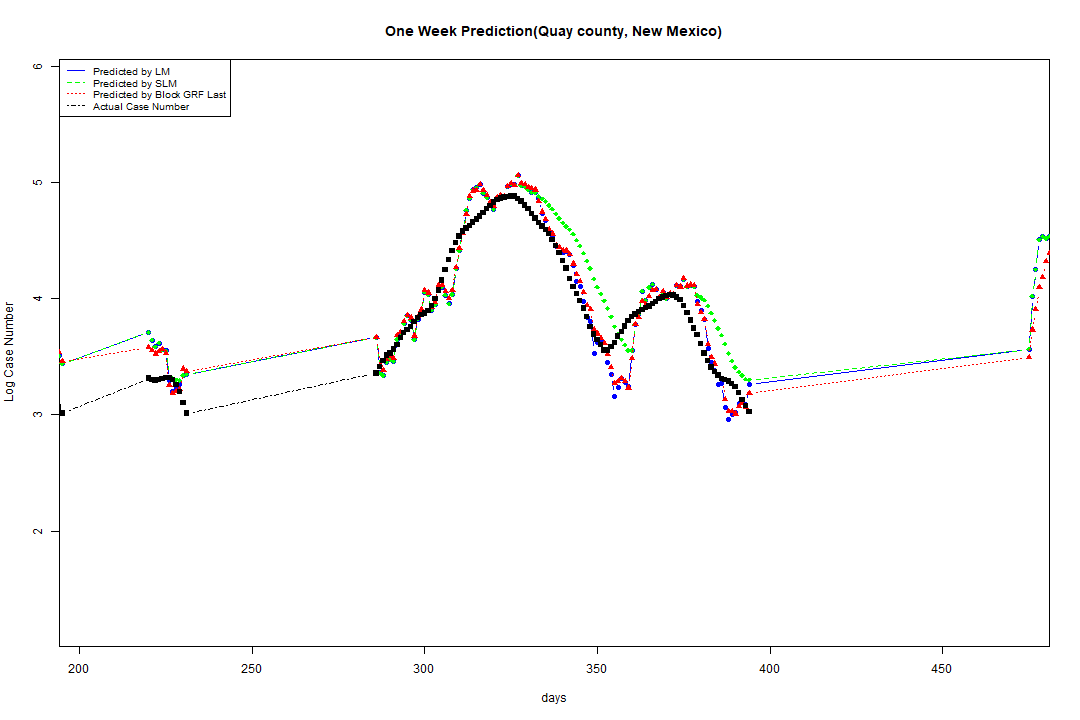 One Week Prediction(Quay county, New Mexico)
Predicted by LM
Predicted by SLM
Predicted by Block GRF Last
Actual Case Number
6
5
4
3
2
Log Case Number
200 250 300 350 400 450
days